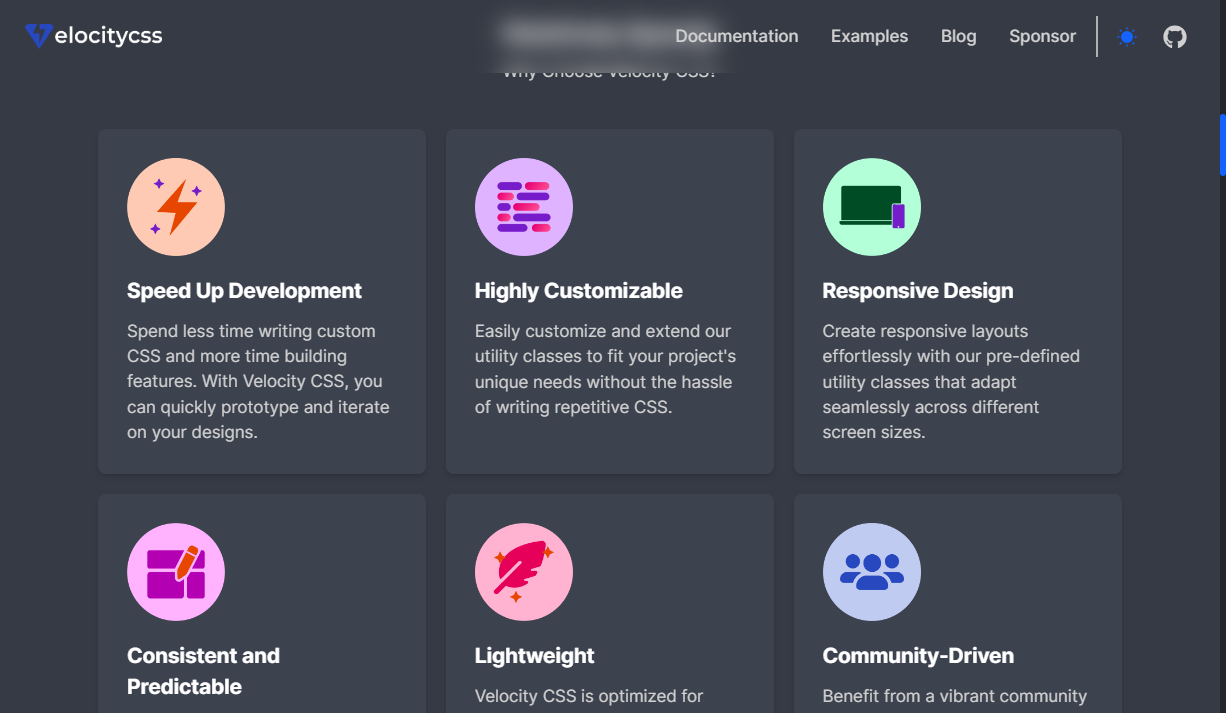 elocitycss
Documentation
Examples
Blog
Sponsor
Why Choose Velocity CSS?
Speed Up Development
Spend less time writing custom
CSS and more time building
features. With Velocity CSS, you
can quickly prototype and iterate
on your designs.
Highly Customizable
Easily customize and extend our
utility classes to fit your project's
unique needs without the hassle
of writing repetitive CSS.
Responsive Design
Create responsive layouts
effortlessly with our pre-defined
utility classes that adapt
seamlessly across different
screen sizes.
Consistent and
Predictable
Lightweight
Velocity CSS is optimized for
Community-Driven
Benefit from a vibrant community